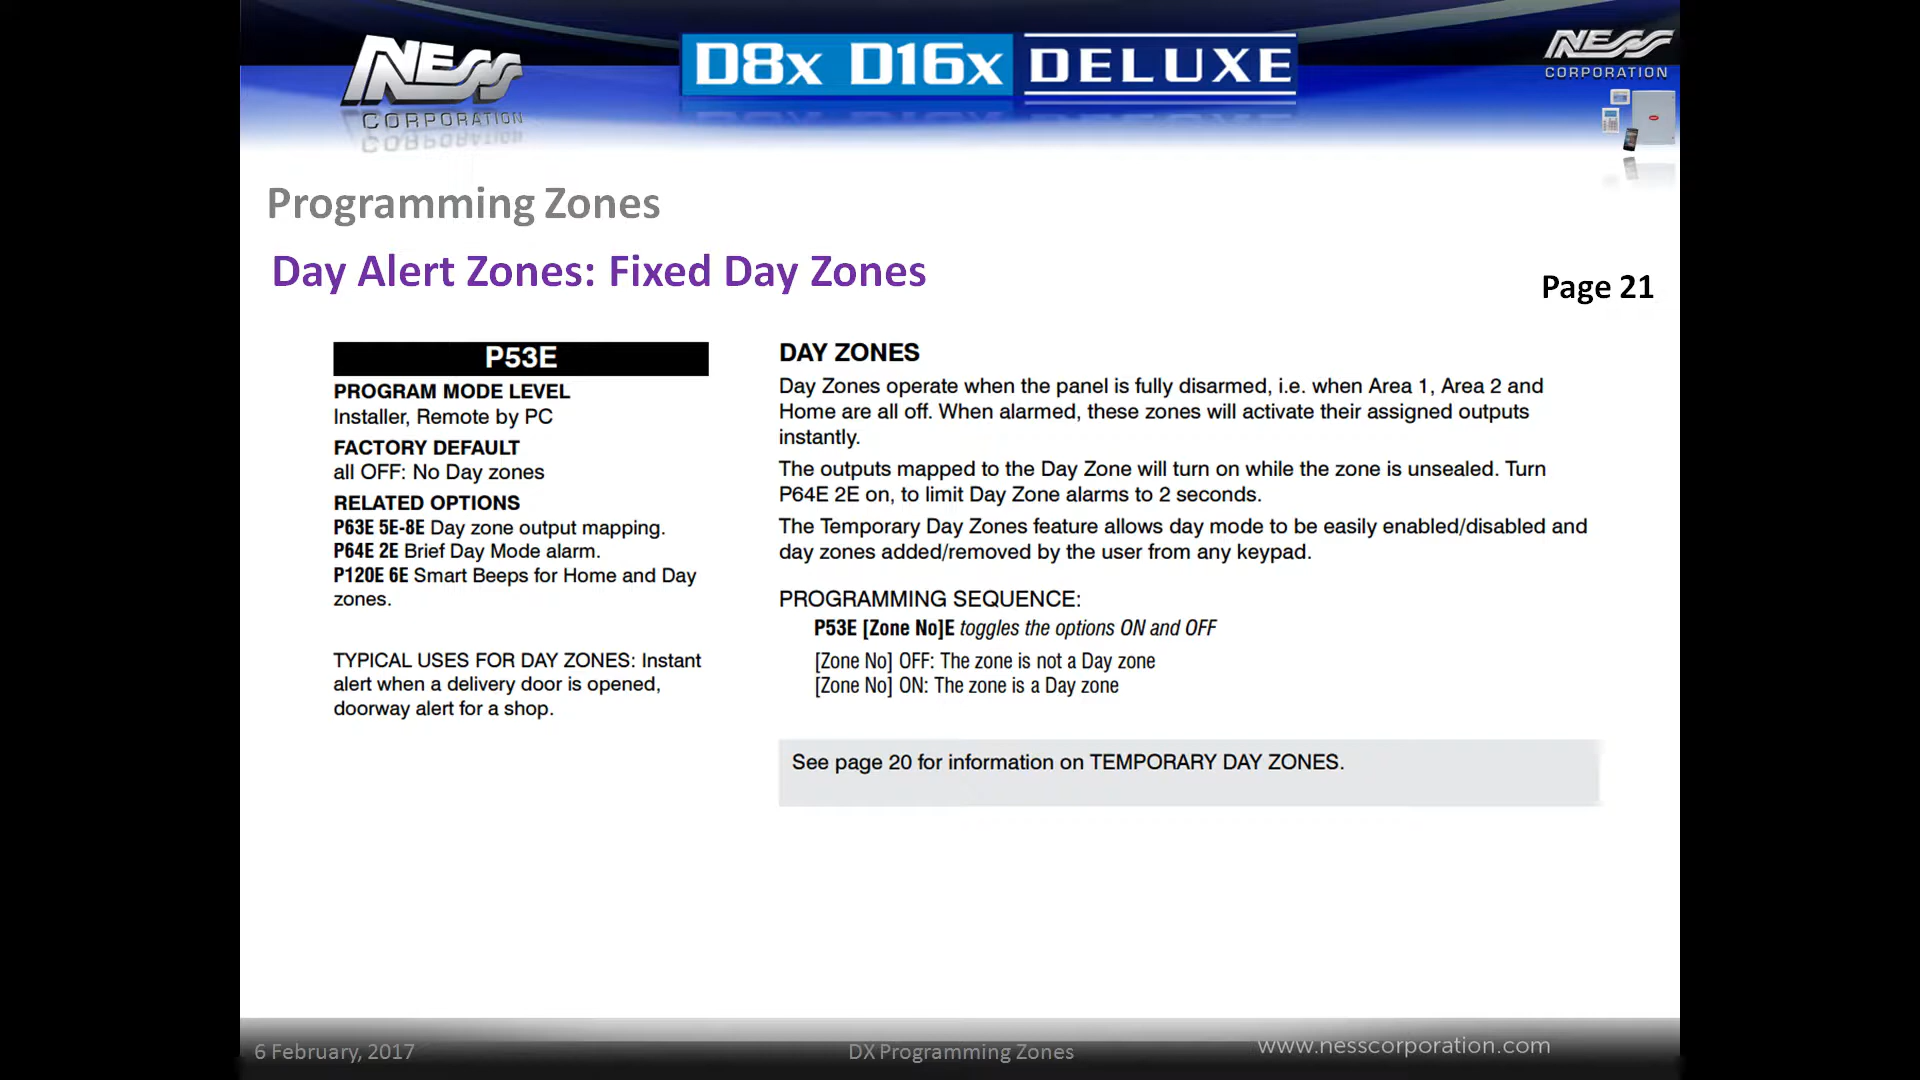 NESS
CORPORATION
D8x D16x DELUXE
NESS
CORPORATION
Programming Zones
Day Alert Zones: Fixed Day Zones
Page 21
P53E
PROGRAM MODE LEVEL
Installer, Remote by PC
FACTORY DEFAULT
all OFF: No Day zones
RELATED OPTIONS
P63E 5E-8E Day zone output mapping.
P64E 2E Brief Day Mode alarm.
P120E 6E Smart Beeps for Home and Day
zones.
TYPICAL USES FOR DAY ZONES: Instant
alert when a delivery door is opened,
doorway alert for a shop.
DAY ZONES
Day Zones operate when the panel is fully disarmed, i.e. when Area 1, Area 2 and
Home are all off. When alarmed, these zones will activate their assigned outputs
instantly.
The outputs mapped to the Day Zone will turn on while the zone is unsealed. Turn
P64E 2E on, to limit Day Zone alarms to 2 seconds.
The Temporary Day Zones feature allows day mode to be easily enabled/disabled and
day zones added/removed by the user from any keypad.
PROGRAMMING SEQUENCE:
P53E [Zone No]E toggles the options ON and OFF
[Zone No] OFF: The zone is not a Day zone
[Zone No] ON: The zone is a Day zone
See page 20 for information on TEMPORARY DAY ZONES.
6 February, 2017
DX Programming Zones
www.nesscorporation.com